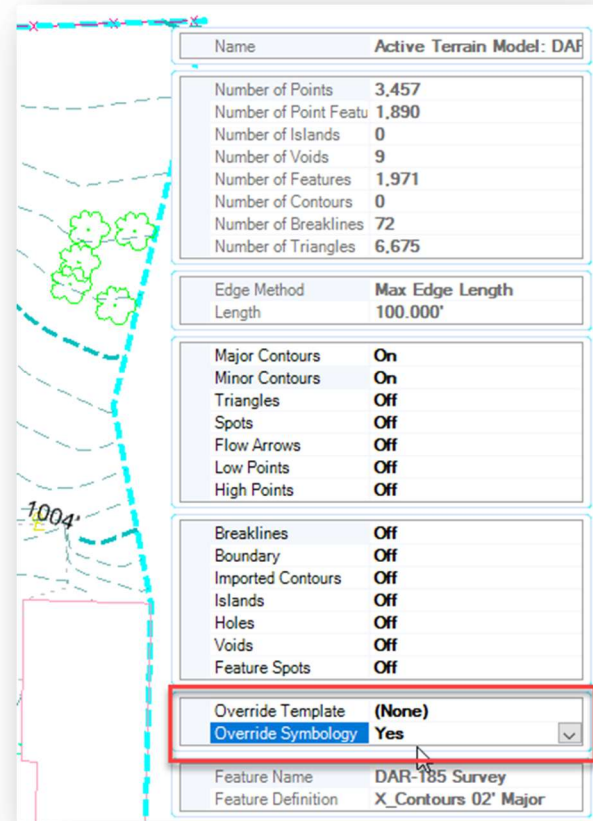 Name Active Terrain Model: DAR
Number of Points 3,457
Number of Point Featu 1,890
Number of Islands 0
Number of Voids 9
Number of Features 1,971
Number of Contours 0
Number of Breaklines 72
Number of Triangles 6,675
Edge Method Max Edge Length
Length 100.000'
Major Contours On
Minor Contours On
Triangles Off
Spots Off
Flow Arrows Off
Low Points Off
High Points Off
1004'
Breaklines Off
Boundary Off
Imported Contours Off
Islands Off
Holes Off
Voids Off
Feature Spots Off
Override Template (None)
Override Symbology Yes
Feature Name DAR-185 Survey
Feature Definition X_Contours 02' Major